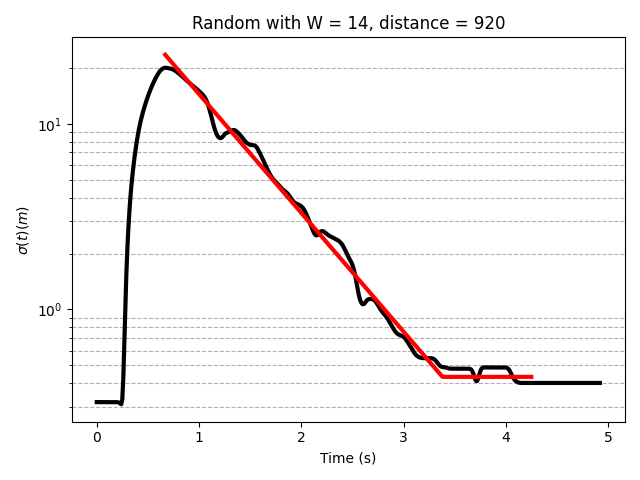 Random with W = 14, distance = 920
σ(t)(m)
10¹
10⁰
0 1 2 3 4 5
Time (s)